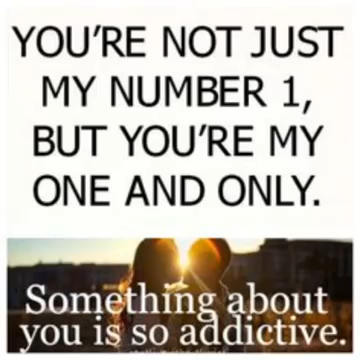 YOU'RE NOT JUST
MY NUMBER 1,
BUT YOU'RE MY
ONE AND ONLY.
Something about
you is so addictive.